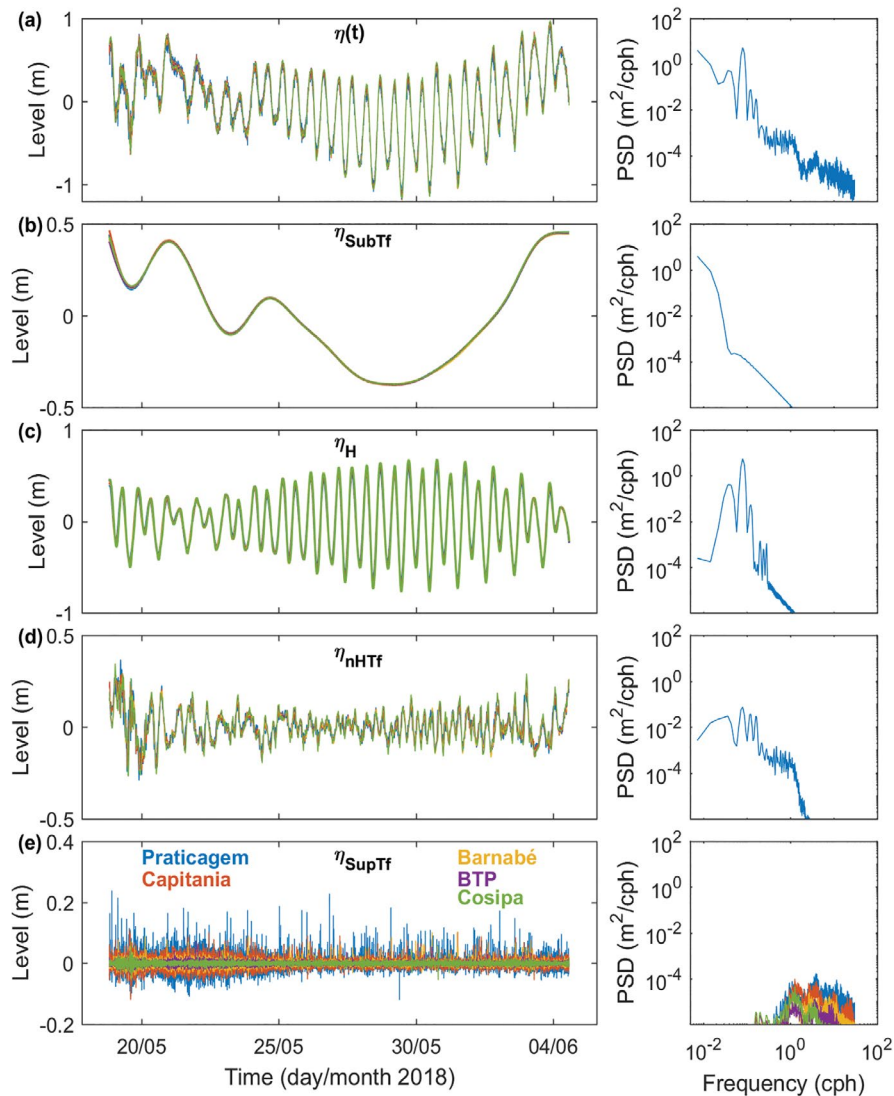 (a)
η(t)
Level (m)
1
0
-1
PSD (m²/cph)
10²
10⁰
10⁻²
10⁻⁴
(b)
η_SubTf
Level (m)
0.5
0
-0.5
PSD (m²/cph)
10²
10⁰
10⁻²
10⁻⁴
(c)
η_H
Level (m)
1
0
-1
PSD (m²/cph)
10²
10⁰
10⁻²
10⁻⁴
(d)
η_nHTf
Level (m)
0.5
0
-0.5
PSD (m²/cph)
10²
10⁰
10⁻²
10⁻⁴
(e)
Praticagem η_SupTf Barnabé
Capitania BTP
Cosipa
Level (m)
0.4
0.2
0
-0.2
20/05 25/05 30/05 04/06
Time (day/month 2018)
PSD (m²/cph)
10²
10⁰
10⁻²
10⁻⁴
10⁻² 10⁰ 10²
Frequency (cph)